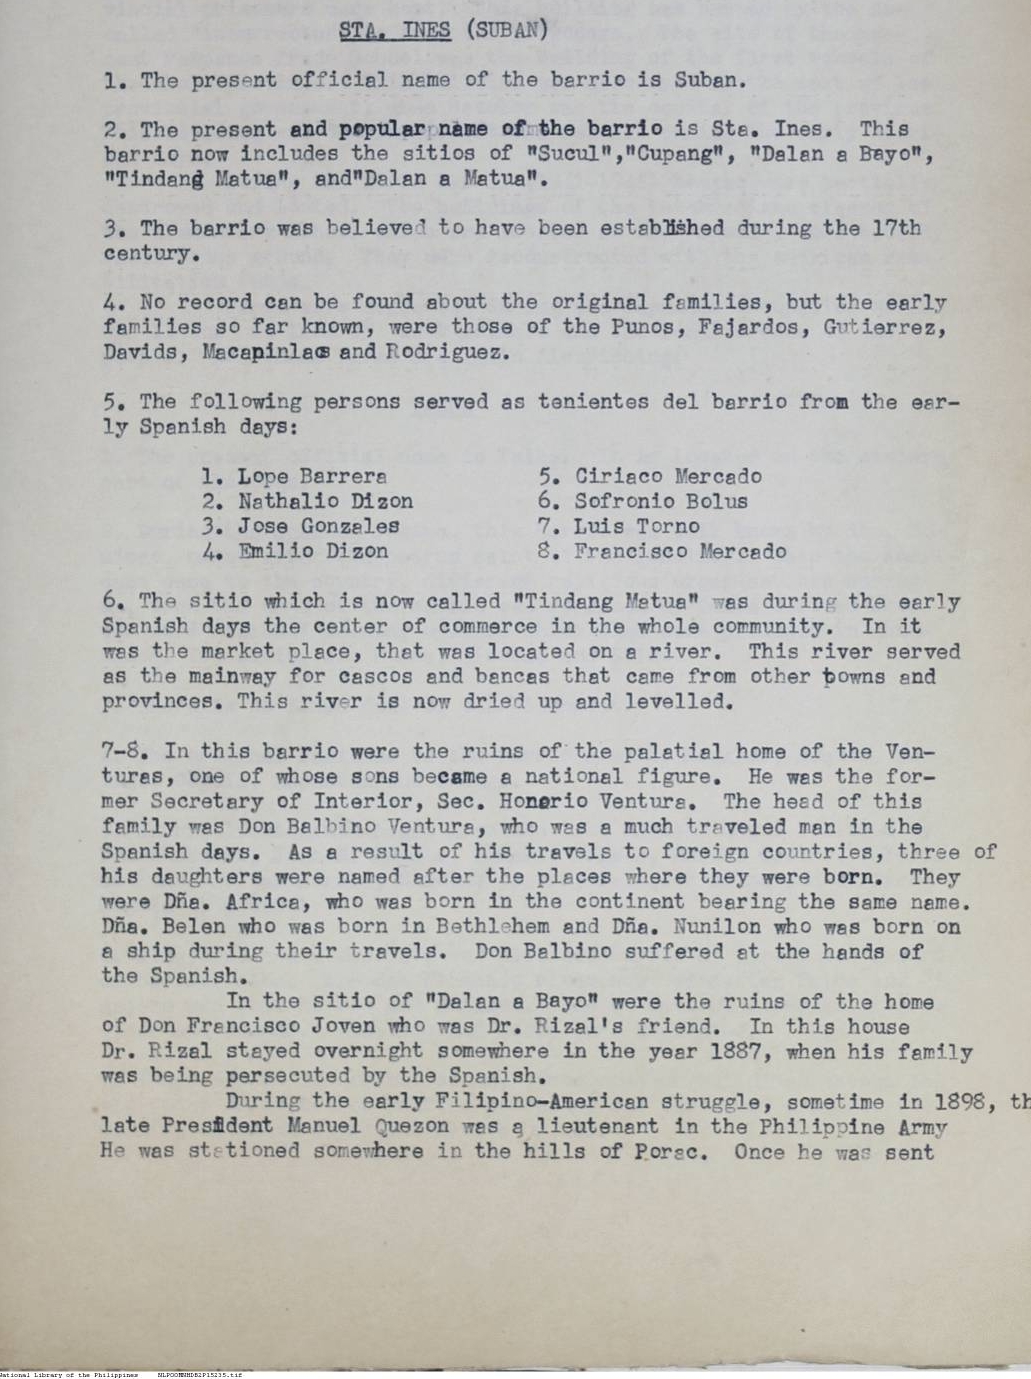 STA. INES (SUBAN)
1. The present official name of the barrio is Suban.
2. The present and popular name of the barrio is Sta. Ines. This
barrio now includes the sitios of "Sucul","Cupang", "Dalan a Bayo",
"Tindang Matua", and"Dalan a Matua".
3. The barrio was believed to have been established during the 17th
century.
4. No record can be found about the original families, but the early
families so far known, were those of the Punos, Fajardos, Gutierrez,
Davids, Macapinlacs and Rodriguez.
5. The following persons served as tenientes del barrio from the ear-
ly Spanish days:
1. Lope Barrera 5. Ciriaco Mercado
2. Nathalio Dizon 6. Sofronio Bolus
3. Jose Gonzales 7. Luis Torno
4. Emilio Dizon 8. Francisco Mercado
6. The sitio which is now called "Tindang Matua" was during the early
Spanish days the center of commerce in the whole community. In it
was the market place, that was located on a river. This river served
as the mainway for cascos and bancas that came from other towns and
provinces. This river is now dried up and levelled.
7-8. In this barrio were the ruins of the palatial home of the Ven-
turas, one of whose sons became a national figure. He was the for-
mer Secretary of Interior, Sec. Honorio Ventura. The head of this
family was Don Balbino Ventura, who was a much traveled man in the
Spanish days. As a result of his travels to foreign countries, three of
his daughters were named after the places where they were born. They
were Dña. Africa, who was born in the continent bearing the same name.
Dña. Belen who was born in Bethlehem and Dña. Nunilon who was born on
a ship during their travels. Don Balbino suffered at the hands of
the Spanish.
In the sitio of "Dalan a Bayo" were the ruins of the home
of Don Francisco Joven who was Dr. Rizal's friend. In this house
Dr. Rizal stayed overnight somewhere in the year 1887, when his family
was being persecuted by the Spanish.
During the early Filipino-American struggle, sometime in 1898, th
late President Manuel Quezon was a lieutenant in the Philippine Army
He was stationed somewhere in the hills of Porac. Once he was sent
National Library of the Philippines NLPOOMNHDB2P15235.tif